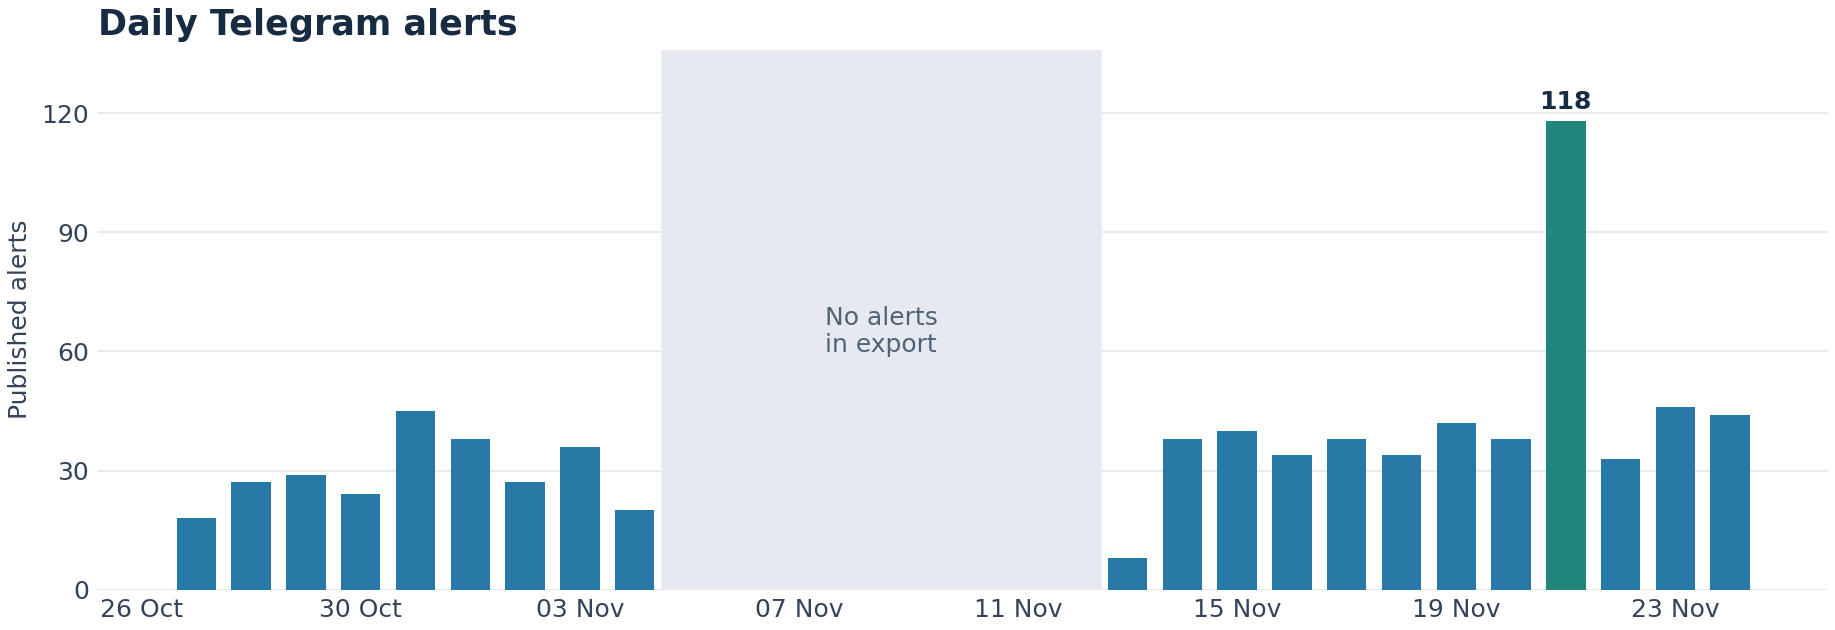 Daily Telegram alerts
Published alerts
120
90
60
30
0
118
No alerts
in export
26 Oct
30 Oct
03 Nov
07 Nov
11 Nov
15 Nov
19 Nov
23 Nov